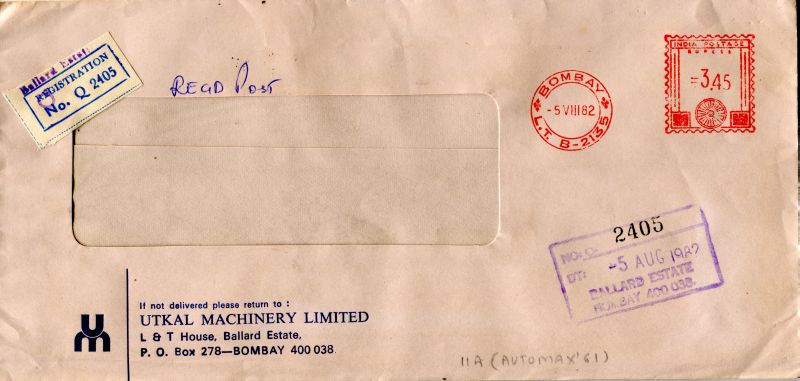 Ballard Estate
REGISTRATION
No. Q 2405
REGD POST
BOMBAY
-5 VIII 82
L.T. B-2135
INDIA POSTAGE
RUPEES
=3.45
2405
NO: Q:
DT: -5 AUG 1982
BALLARD ESTATE
BOMBAY 400 038.
If not delivered please return to :
UTKAL MACHINERY LIMITED
L & T House, Ballard Estate,
P. O. Box 278—BOMBAY 400 038.
11A (AUTOMAX '61)